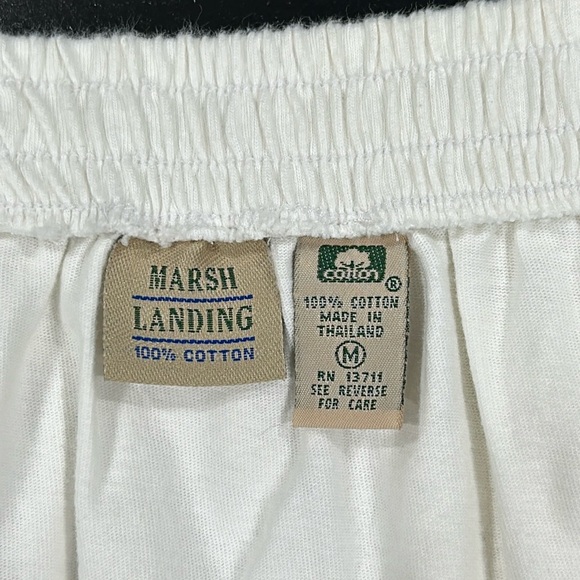 MARSH
LANDING
100% COTTON
cotton
®
100% COTTON
MADE IN
THAILAND
M
RN 13711
SEE REVERSE
FOR CARE